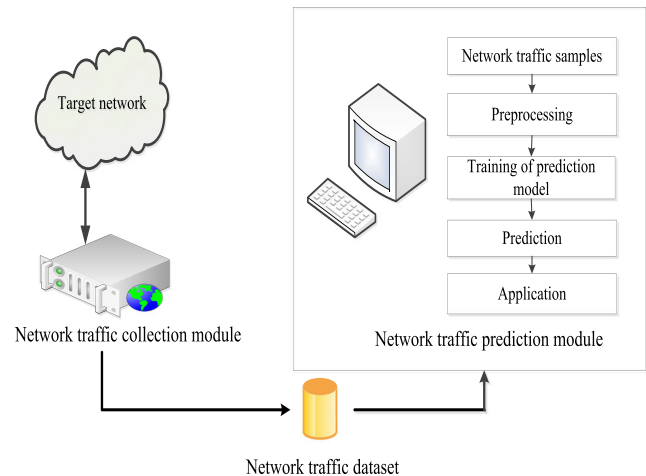 Target network
Network traffic collection module
Network traffic samples
Preprocessing
Training of prediction
model
Prediction
Application
Network traffic prediction module
Network traffic dataset